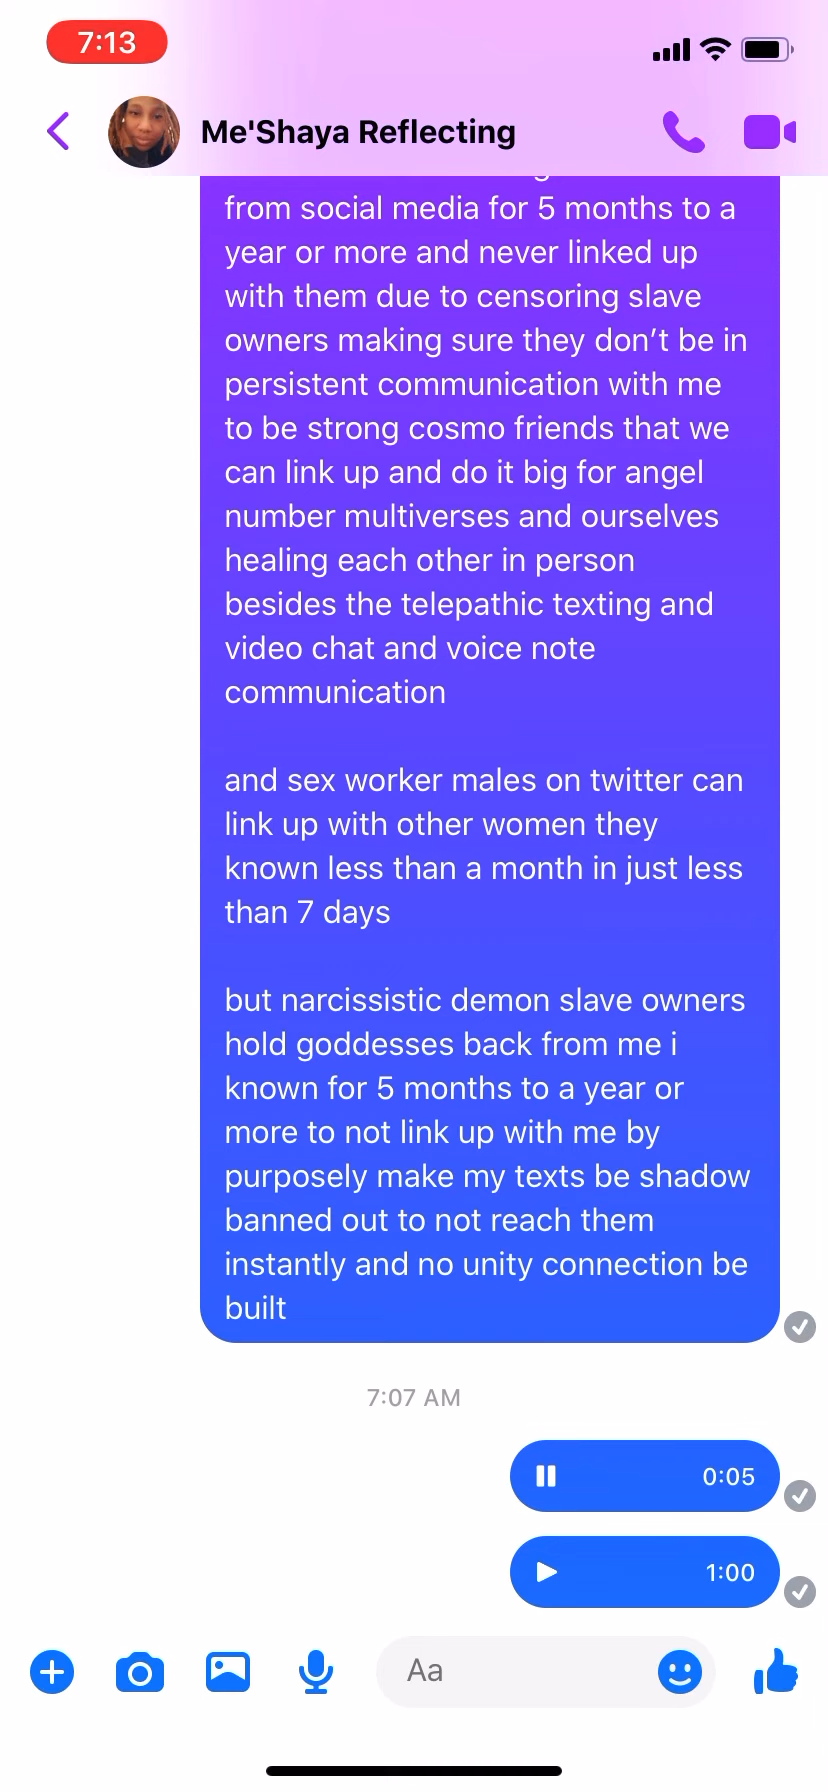 7:13
Me'Shaya Reflecting
from social media for 5 months to a
year or more and never linked up
with them due to censoring slave
owners making sure they don't be in
persistent communication with me
to be strong cosmo friends that we
can link up and do it big for angel
number multiverses and ourselves
healing each other in person
besides the telepathic texting and
video chat and voice note
communication
and sex worker males on twitter can
link up with other women they
known less than a month in just less
than 7 days
but narcissistic demon slave owners
hold goddesses back from me i
known for 5 months to a year or
more to not link up with me by
purposely make my texts be shadow
banned out to not reach them
instantly and no unity connection be
built
7:07 AM
0:05
1:00
Aa